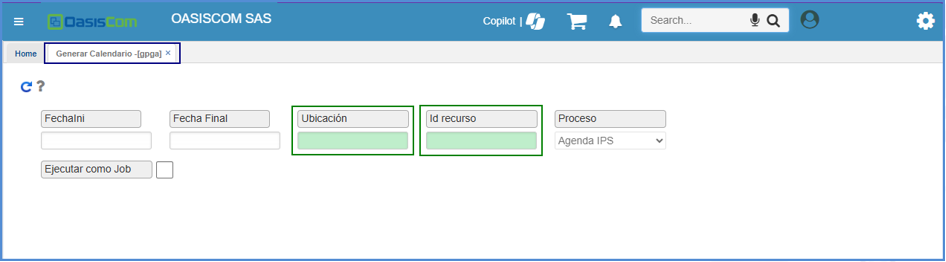 OasisCom
OASISCOM SAS
Copilot |
Search...
Home
Generar Calendario -[gpga] ×
?
FechaIni
Fecha Final
Ubicación
Id recurso
Proceso
Agenda IPS
Ejecutar como Job